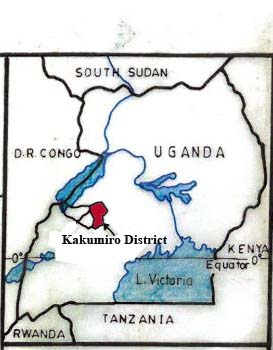 SOUTH SUDAN
D.R. CONGO
UGANDA
Kakumiro District
KENYA
0°
0°
Equator
L. Victoria
TANZANIA
RWANDA